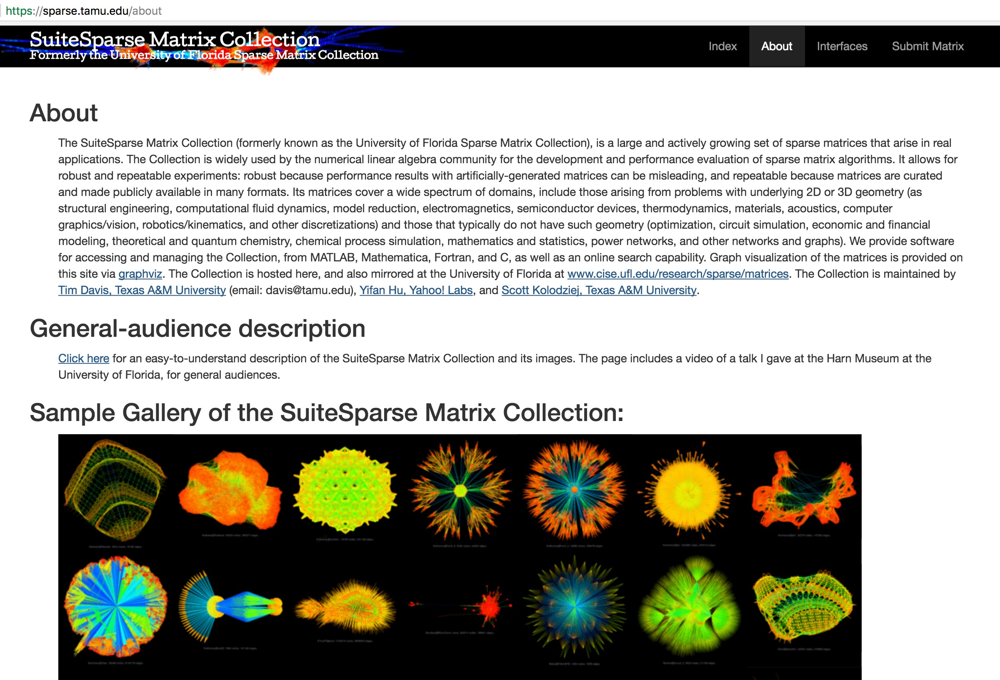 https://sparse.tamu.edu/about
SuiteSparse Matrix Collection
Formerly the University of Florida Sparse Matrix Collection
Index About Interfaces Submit Matrix
About
The SuiteSparse Matrix Collection (formerly known as the University of Florida Sparse Matrix Collection), is a large and actively growing set of sparse matrices that arise in real
applications. The Collection is widely used by the numerical linear algebra community for the development and performance evaluation of sparse matrix algorithms. It allows for
robust and repeatable experiments: robust because performance results with artificially-generated matrices can be misleading, and repeatable because matrices are curated
and made publicly available in many formats. Its matrices cover a wide spectrum of domains, include those arising from problems with underlying 2D or 3D geometry (as
structural engineering, computational fluid dynamics, model reduction, electromagnetics, semiconductor devices, thermodynamics, materials, acoustics, computer
graphics/vision, robotics/kinematics, and other discretizations) and those that typically do not have such geometry (optimization, circuit simulation, economic and financial
modeling, theoretical and quantum chemistry, chemical process simulation, mathematics and statistics, power networks, and other networks and graphs). We provide software
for accessing and managing the Collection, from MATLAB, Mathematica, Fortran, and C, as well as an online search capability. Graph visualization of the matrices is provided on
this site via graphviz. The Collection is hosted here, and also mirrored at the University of Florida at www.cise.ufl.edu/research/sparse/matrices. The Collection is maintained by
Tim Davis, Texas A&M University (email: davis@tamu.edu), Yifan Hu, Yahoo! Labs, and Scott Kolodziej, Texas A&M University.
General-audience description
Click here for an easy-to-understand description of the SuiteSparse Matrix Collection and its images. The page includes a video of a talk I gave at the Harn Museum at the
University of Florida, for general audiences.
Sample Gallery of the SuiteSparse Matrix Collection: